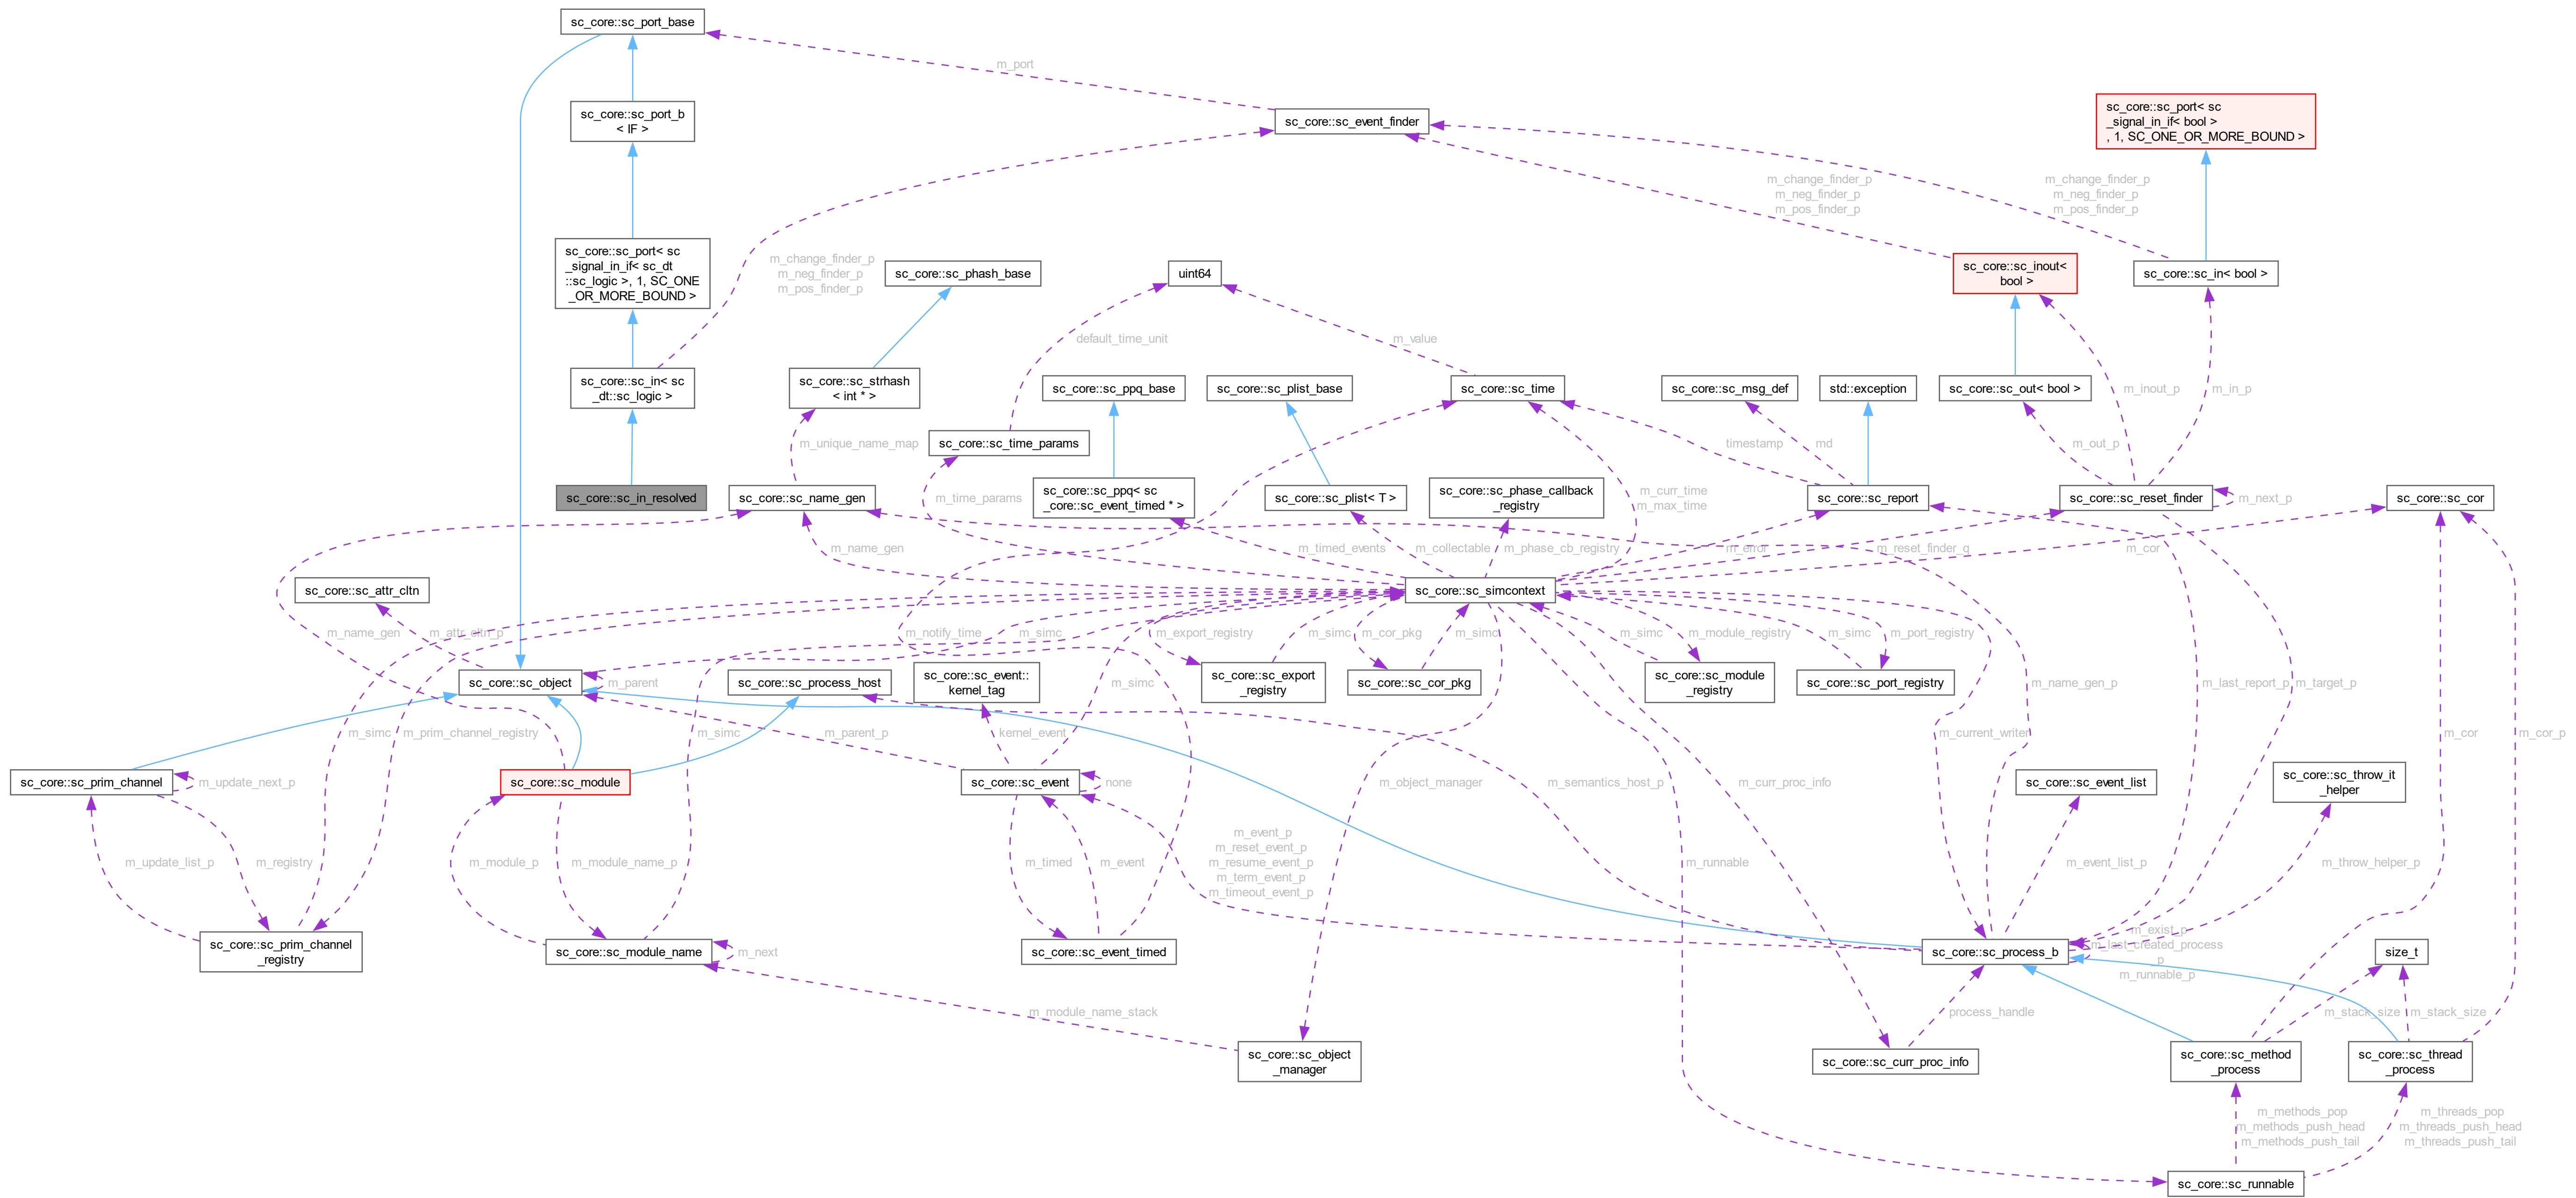 sc_core::sc_port_base
m_port
sc_core::sc_port_b
< IF >
sc_core::sc_event_finder
sc_core::sc_port< sc
_signal_in_if< bool >
, 1, SC_ONE_OR_MORE_BOUND >
m_change_finder_p
m_neg_finder_p
m_pos_finder_p
m_change_finder_p
m_neg_finder_p
m_pos_finder_p
sc_core::sc_port< sc
_signal_in_if< sc_dt
::sc_logic >, 1, SC_ONE
_OR_MORE_BOUND >
m_change_finder_p
m_neg_finder_p
m_pos_finder_p
sc_core::sc_phash_base
uint64
sc_core::sc_inout<
bool >
sc_core::sc_in< bool >
default_time_unit
m_value
sc_core::sc_in< sc
_dt::sc_logic >
sc_core::sc_strhash
< int * >
sc_core::sc_ppq_base
sc_core::sc_plist_base
sc_core::sc_time
sc_core::sc_msg_def
std::exception
sc_core::sc_out< bool >
m_inout_p
m_in_p
m_unique_name_map
sc_core::sc_time_params
timestamp
md
m_out_p
sc_core::sc_in_resolved
sc_core::sc_name_gen
m_time_params
sc_core::sc_ppq< sc
_core::sc_event_timed * >
sc_core::sc_plist< T >
sc_core::sc_phase_callback
_registry
m_curr_time
m_max_time
sc_core::sc_report
sc_core::sc_reset_finder
m_next_p
sc_core::sc_cor
m_name_gen
m_timed_events
m_collectable
m_phase_cb_registry
m_error
m_reset_finder_q
m_cor
sc_core::sc_attr_cltn
sc_core::sc_simcontext
m_name_gen
m_attr_cltn_p
m_notify_time
m_simc
m_export_registry
m_simc
m_cor_pkg
m_simc
m_simc
m_module_registry
m_simc
m_port_registry
sc_core::sc_object
m_parent
sc_core::sc_process_host
sc_core::sc_event::
kernel_tag
m_simc
sc_core::sc_export
_registry
sc_core::sc_cor_pkg
sc_core::sc_module
_registry
sc_core::sc_port_registry
m_name_gen_p
m_last_report_p
m_target_p
m_simc
m_prim_channel_registry
m_simc
m_parent_p
kernel_event
m_current_writer
m_cor
m_cor_p
sc_core::sc_prim_channel
m_update_next_p
sc_core::sc_module
sc_core::sc_event
none
m_object_manager
m_semantics_host_p
m_curr_proc_info
sc_core::sc_event_list
sc_core::sc_throw_it
_helper
m_update_list_p
m_registry
m_module_p
m_module_name_p
m_timed
m_event
m_event_p
m_reset_event_p
m_resume_event_p
m_term_event_p
m_timeout_event_p
m_runnable
m_event_list_p
m_throw_helper_p
sc_core::sc_prim_channel
_registry
sc_core::sc_module_name
m_next
sc_core::sc_event_timed
sc_core::sc_process_b
m_exist_p
m_last_created_process
_p
m_runnable_p
size_t
m_module_name_stack
process_handle
m_stack_size
m_stack_size
sc_core::sc_object
_manager
sc_core::sc_curr_proc_info
sc_core::sc_method
_process
sc_core::sc_thread
_process
m_methods_pop
m_methods_push_head
m_methods_push_tail
m_threads_pop
m_threads_push_head
m_threads_push_tail
sc_core::sc_runnable